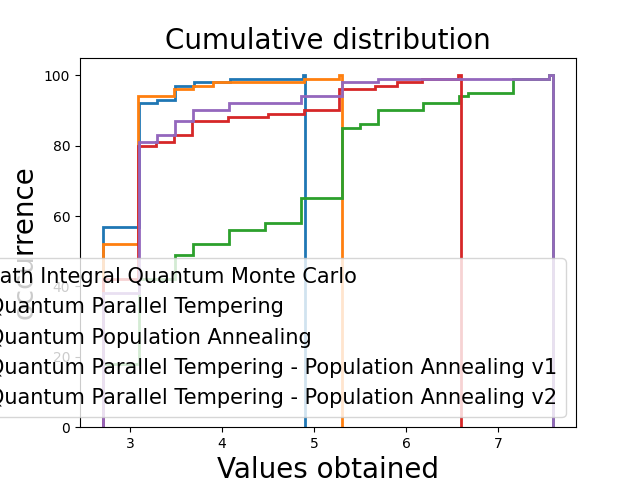 Cumulative distribution
100
80
60
40
20
0
occurrence
ath Integral Quantum Monte Carlo
Quantum Parallel Tempering
Quantum Population Annealing
Quantum Parallel Tempering - Population Annealing v1
Quantum Parallel Tempering - Population Annealing v2
3 4 5 6 7
Values obtained